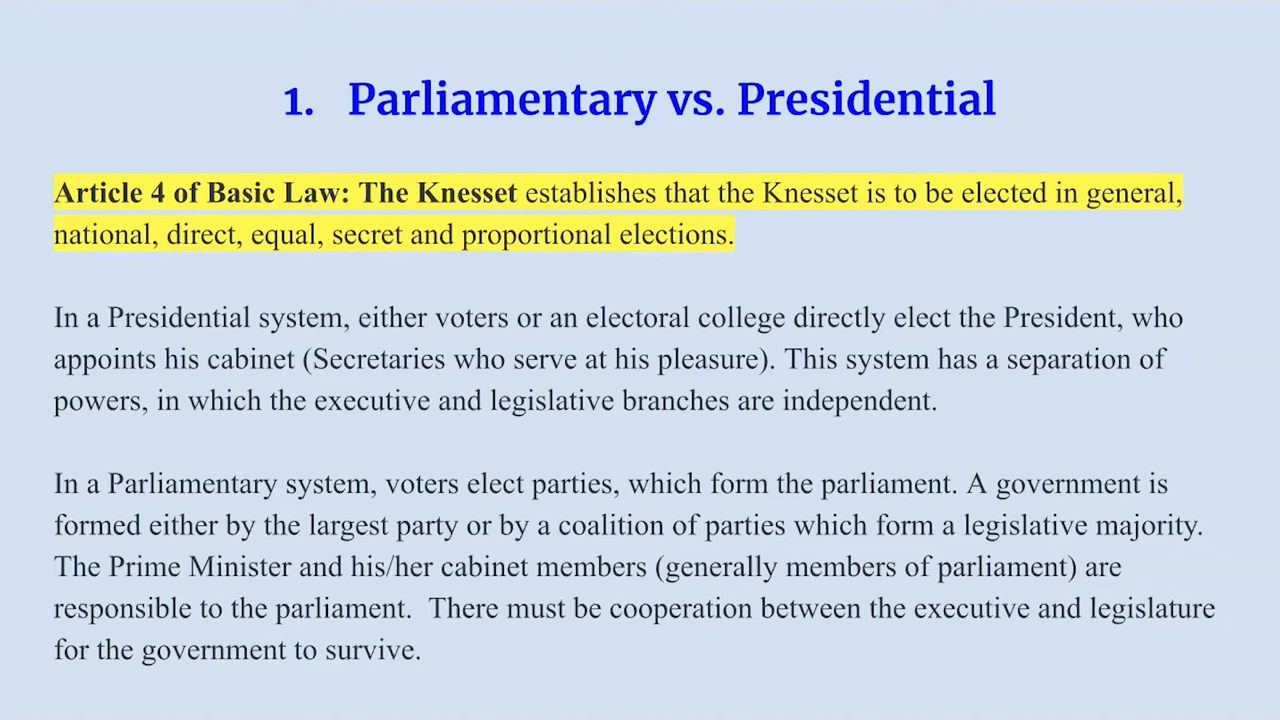 1. Parliamentary vs. Presidential
Article 4 of Basic Law: The Knesset establishes that the Knesset is to be elected in general,
national, direct, equal, secret and proportional elections.
In a Presidential system, either voters or an electoral college directly elect the President, who
appoints his cabinet (Secretaries who serve at his pleasure). This system has a separation of
powers, in which the executive and legislative branches are independent.
In a Parliamentary system, voters elect parties, which form the parliament. A government is
formed either by the largest party or by a coalition of parties which form a legislative majority.
The Prime Minister and his/her cabinet members (generally members of parliament) are
responsible to the parliament.  There must be cooperation between the executive and legislature
for the government to survive.